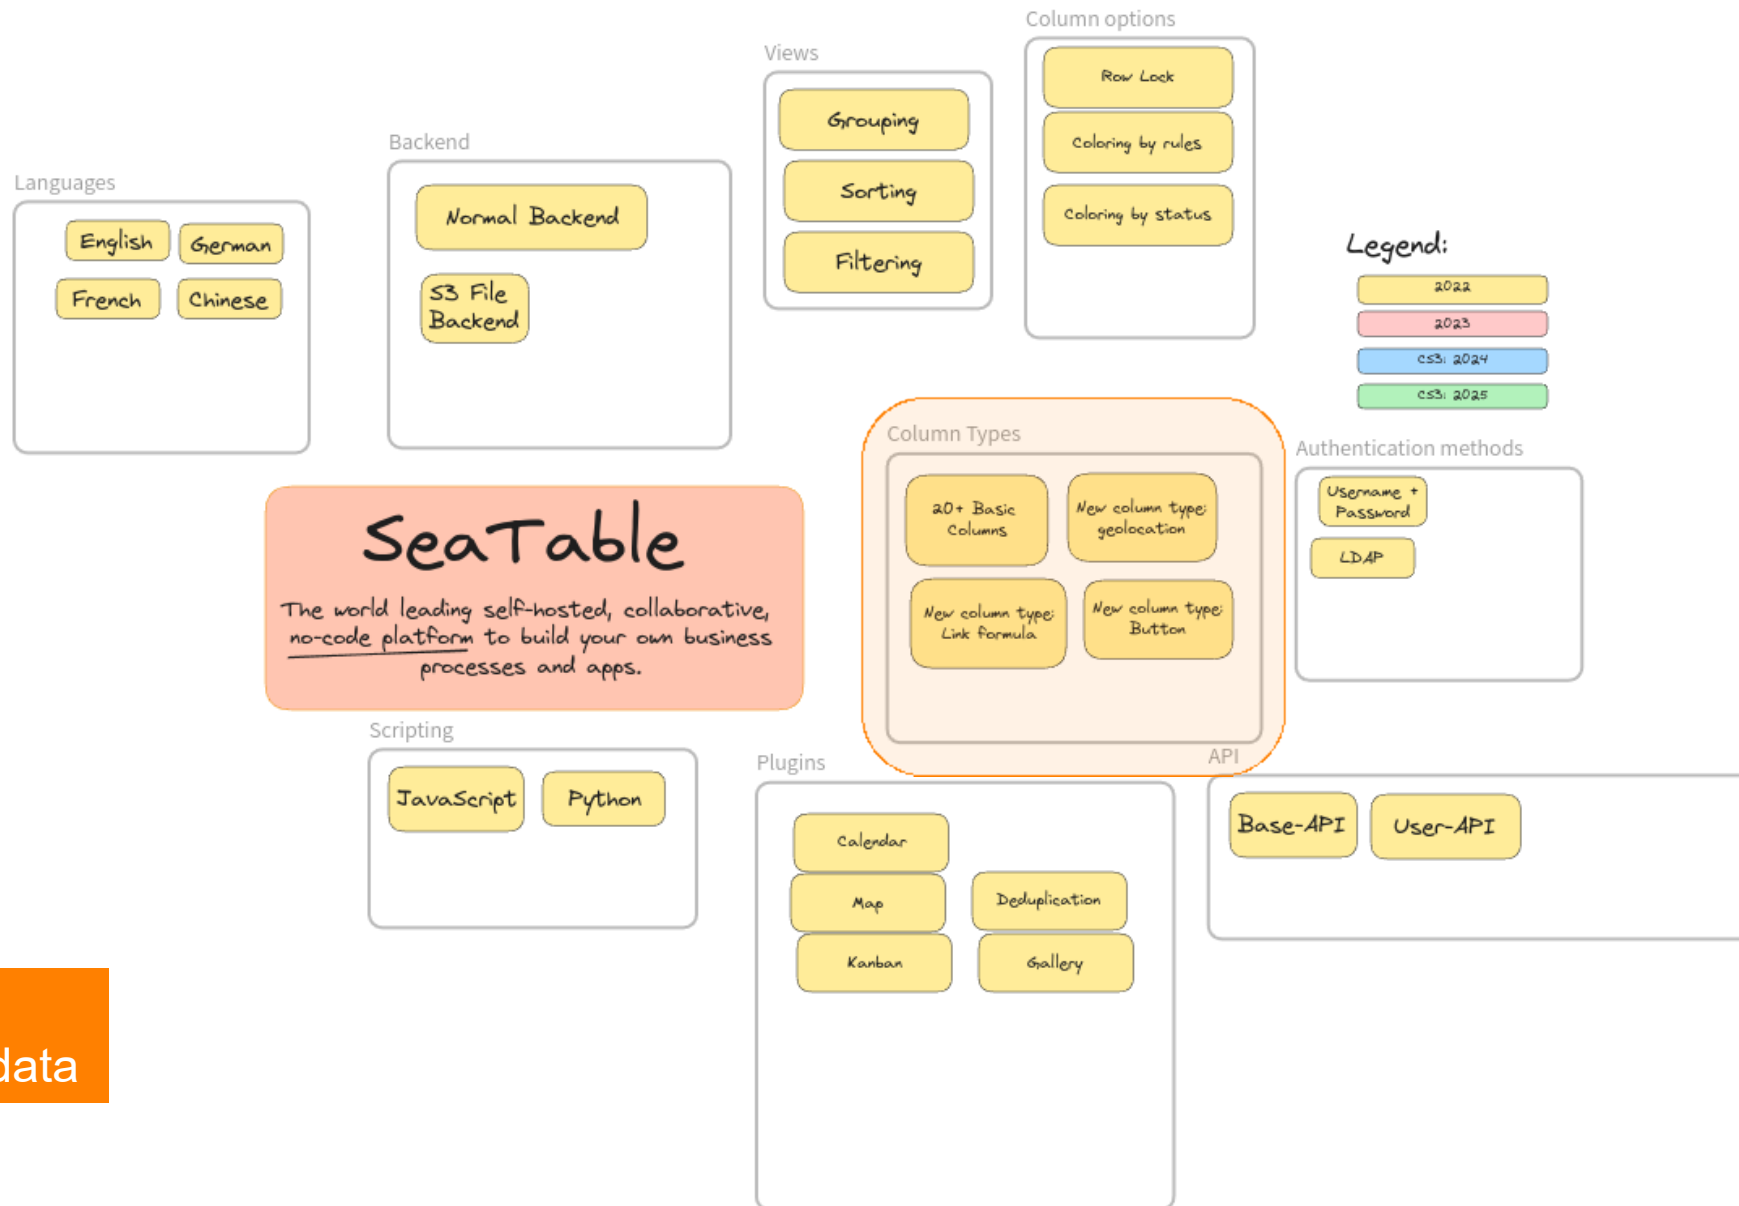 Column options
Row Lock
Coloring by rules
Coloring by status
Views
Grouping
Sorting
Filtering
Backend
Normal Backend
S3 File
Backend
Languages
English
German
French
Chinese
Legend:
2022
2023
CS3: 2024
CS3: 2025
Column Types
20+ Basic
Columns
New column type:
geolocation
New column type:
Link formula
New column type:
Button
Authentication methods
Username +
Password
LDAP
SeaTable
The world leading self-hosted, collaborative,
no-code platform to build your own business
processes and apps.
Scripting
JavaScript
Python
Plugins
Calendar
Map
Kanban
Deduplication
Gallery
API
Base-API
User-API
data